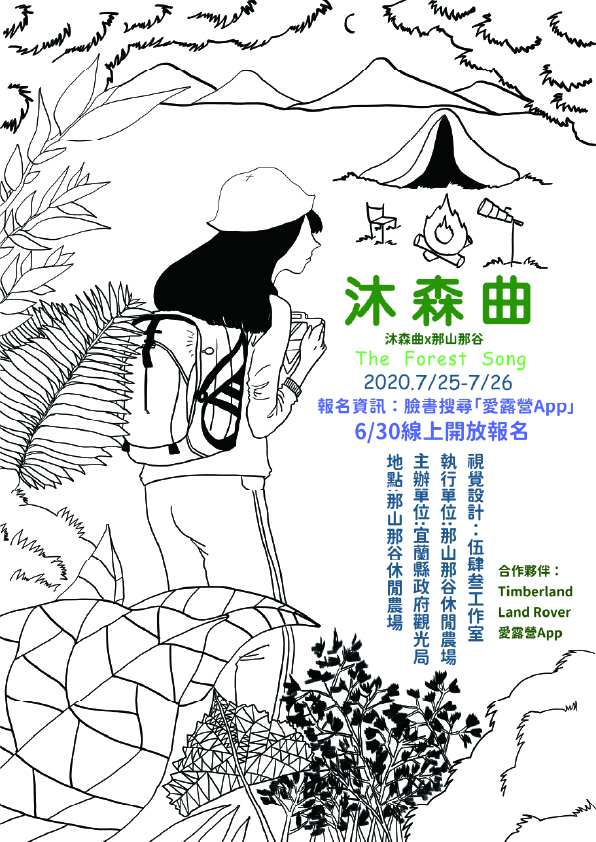 沐森曲
沐森曲x那山那谷
The Forest Song
2020.7/25-7/26
報名資訊：臉書搜尋「愛露營App」
6/30線上開放報名
視覺設計：伍肆叁工作室
執行單位:那山那谷休閒農場
主辦單位:宜蘭縣政府觀光局
地點:那山那谷休閒農場
合作夥伴：
Timberland
Land Rover
愛露營App